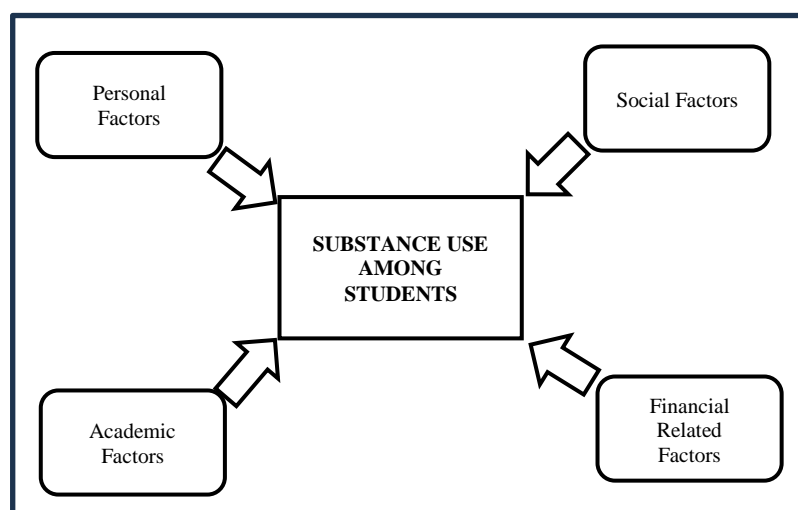 Personal
Factors
Social Factors
SUBSTANCE USE
AMONG
STUDENTS
Academic
Factors
Financial
Related
Factors